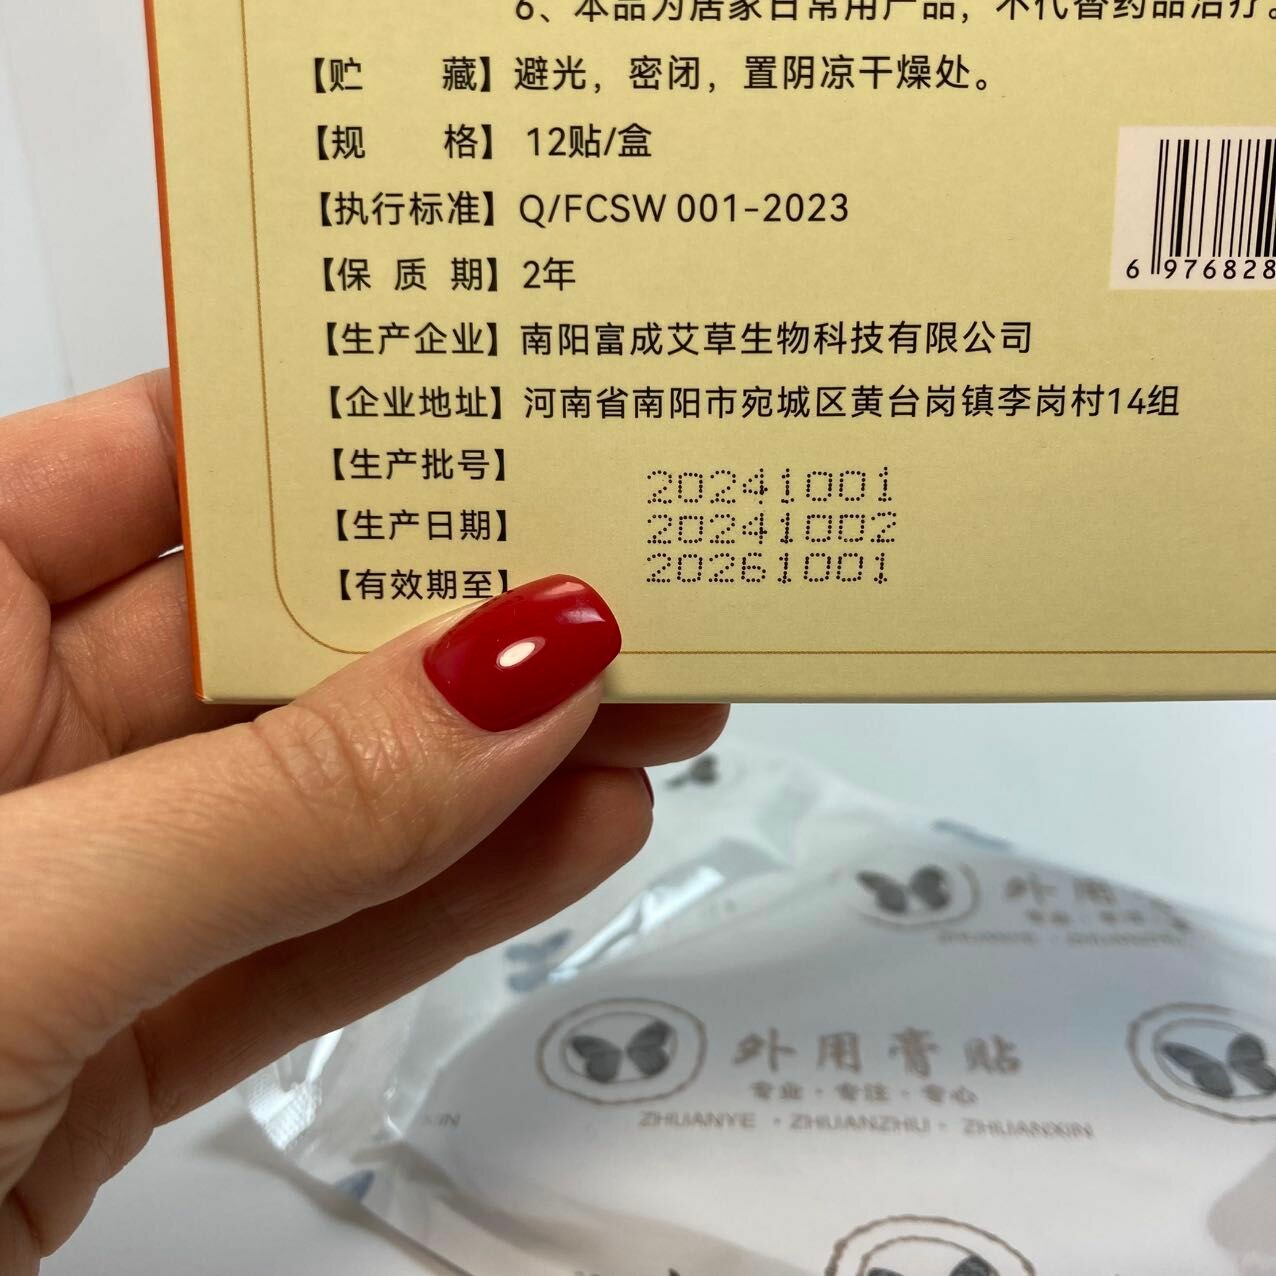 6、本品为居家日常用产品，不代替药品治疗。
【贮 藏】避光，密闭，置阴凉干燥处。
【规 格】 12贴/盒
【执行标准】Q/FCSW 001-2023
【保 质 期】 2年
【生产企业】南阳富成艾草生物科技有限公司
【企业地址】河南省南阳市宛城区黄台岗镇李岗村14组
【生产批号】 20241001
【生产日期】 20241002
【有效期至】 20261001
6 976828
外用
ZHUANYE · ZHUANZHU
外用膏贴
专业·专注·专心
ZHUANYE · ZHUANZHU · ZHUANXIN
XIN